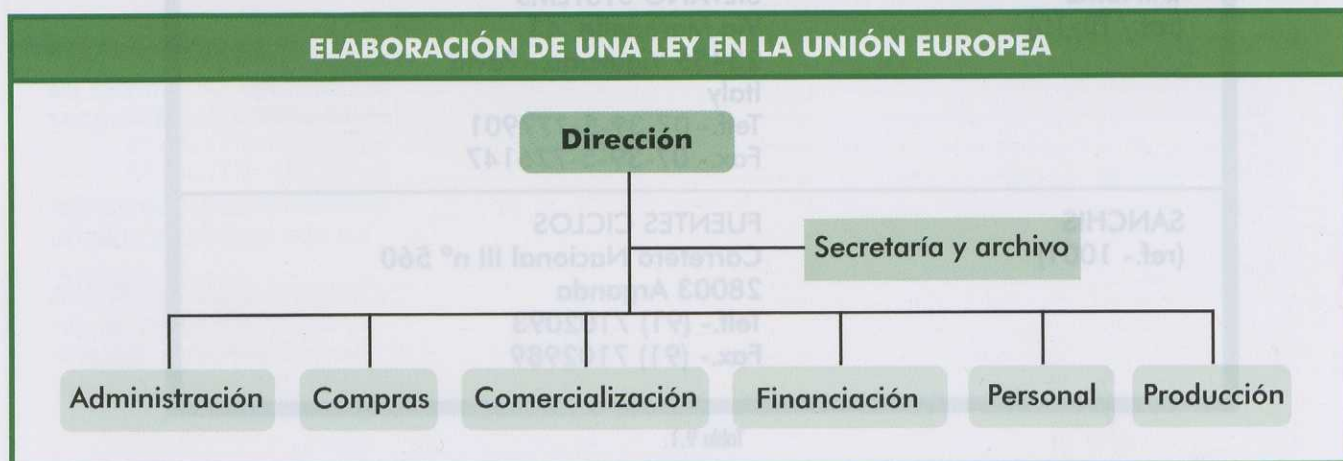 ELABORACIÓN DE UNA LEY EN LA UNIÓN EUROPEA
Dirección
Secretaría y archivo
Administración Compras Comercialización Financiación Personal Producción